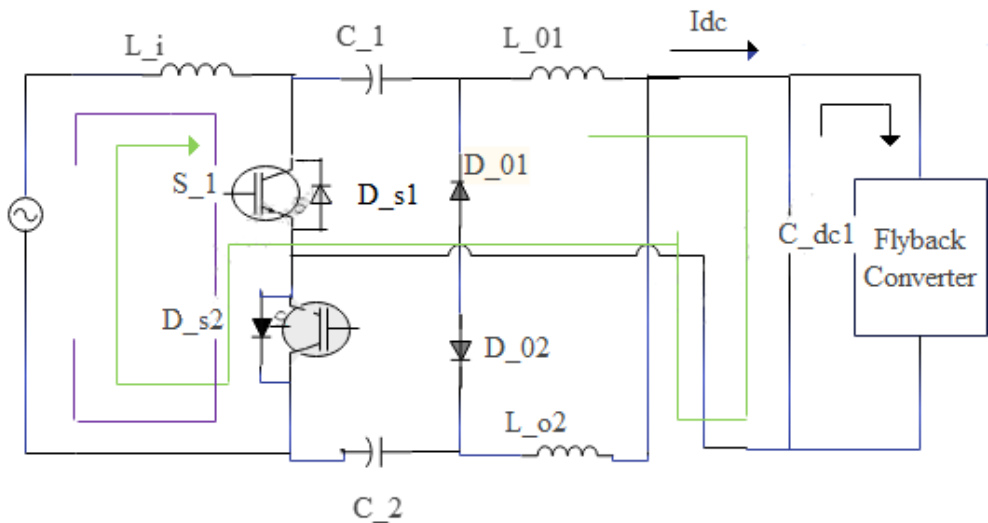 Idc
C_1
L_01
L_i
D_01
S_1
D_s1
C_dc1
Flyback
Converter
D_s2
D_02
L_o2
C_2